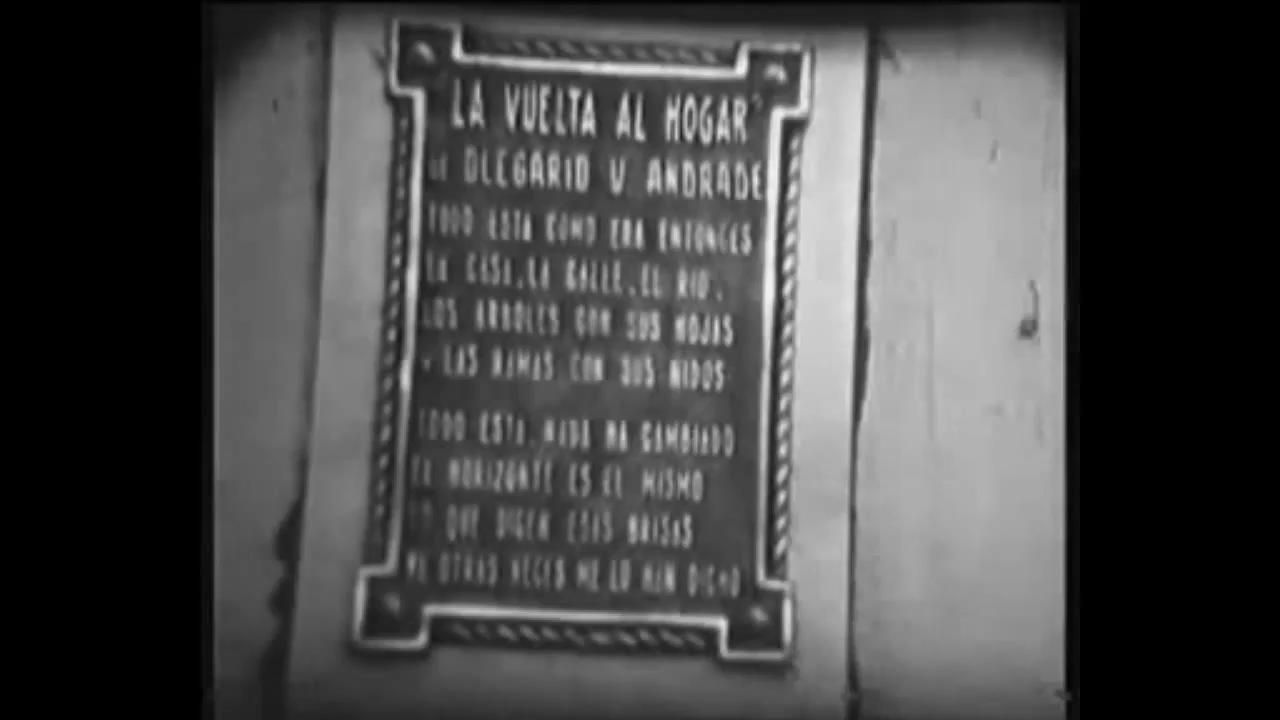 "LA VUELTA AL HOGAR"
DE OLEGARIO V ANDRADE
TODO ESTA COMO ERA ENTONCES
LA CASA, LA CALLE, EL RIO,
LOS ARBOLES CON SUS HOJAS
Y LAS RAMAS CON SUS NIDOS
TODO ESTA, NADA HA CAMBIADO
EL HORIZONTE ES EL MISMO
LO QUE DICEN ESAS BRISAS
YA OTRAS VECES ME LO HAN DICHO